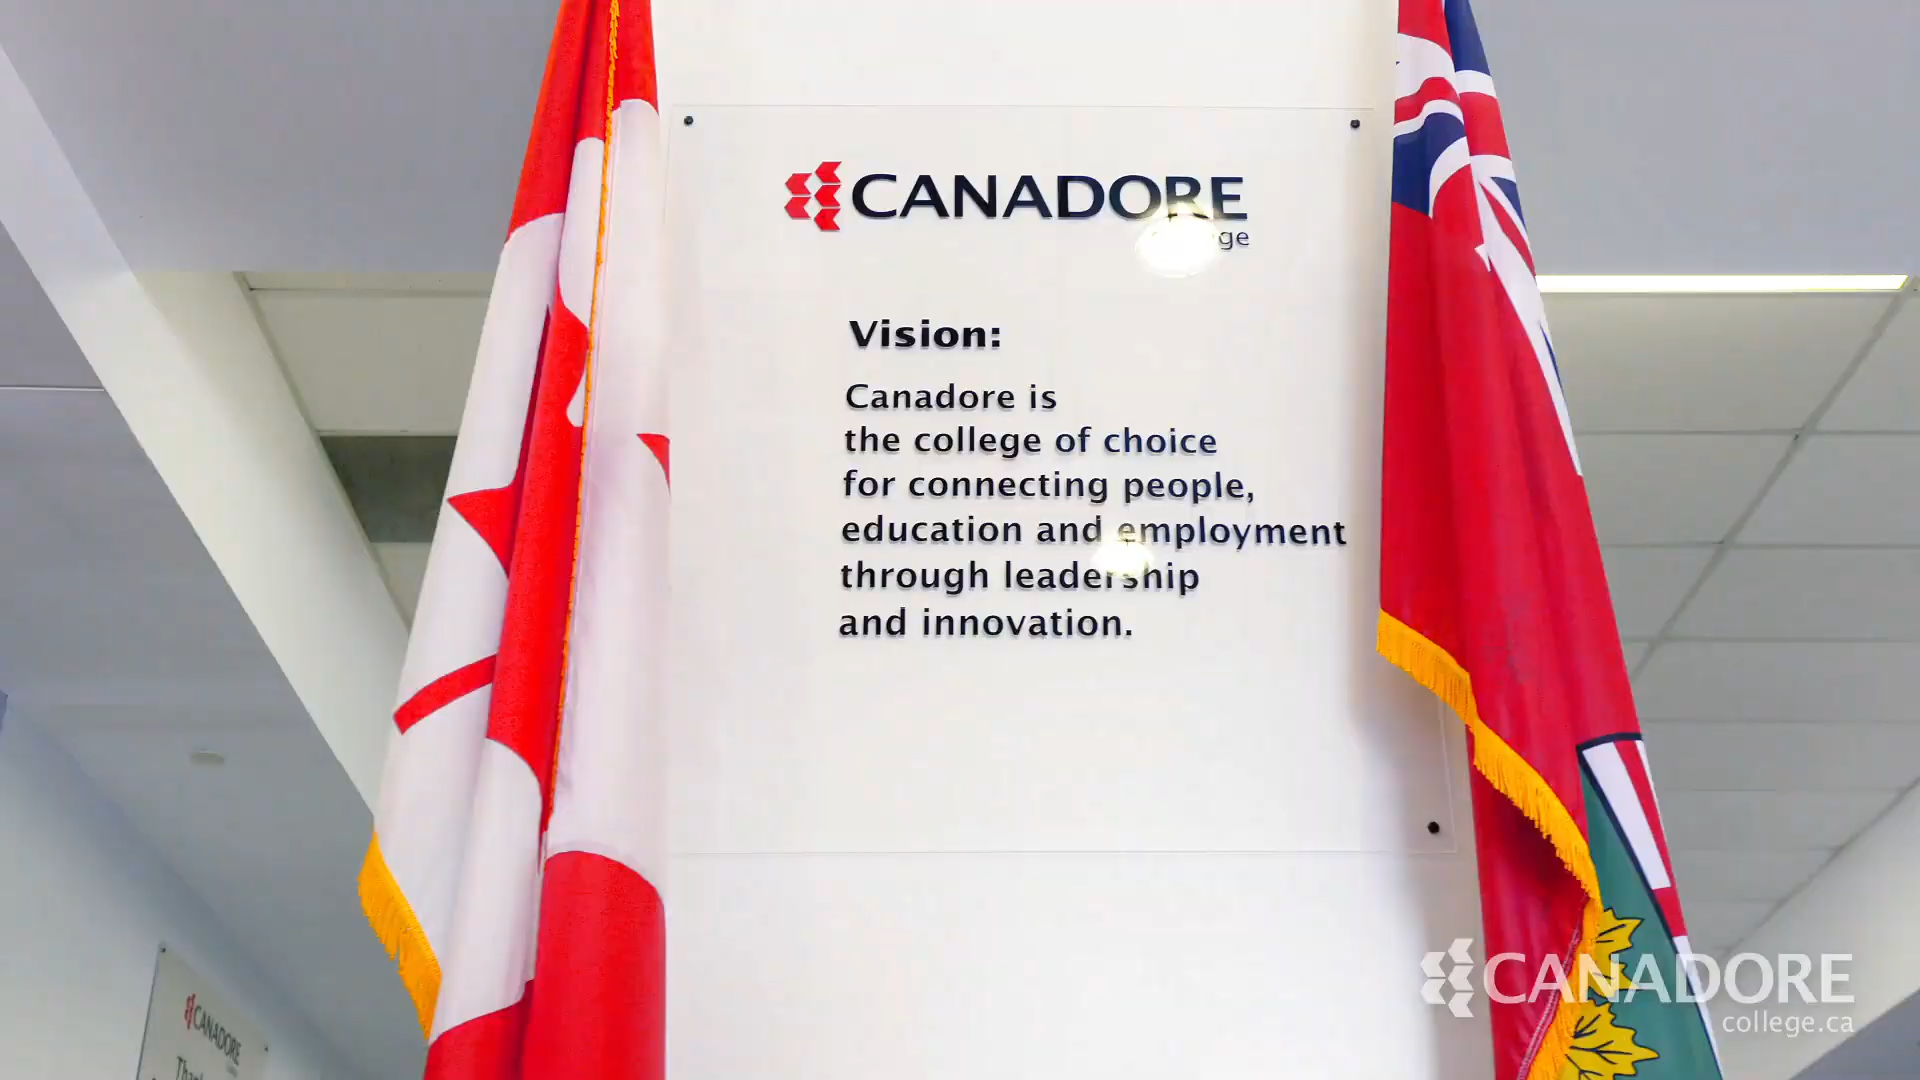 CANADORE
Vision:
Canadore is
the college of choice
for connecting people,
education and employment
through leadership
and innovation.
CANADORE
CANADORE
college.ca